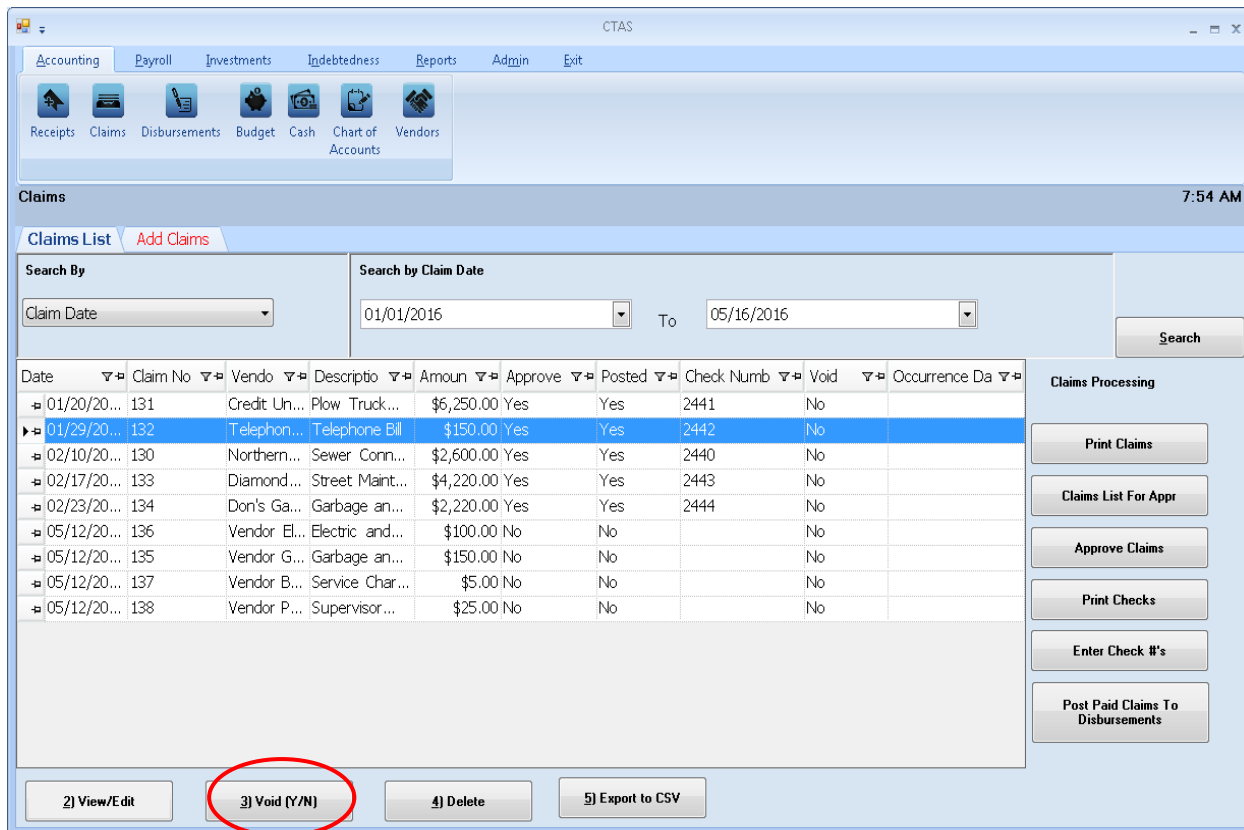 CTAS
Accounting Payroll Investments Indebtedness Reports Admin Exit
Receipts Claims Disbursements Budget Cash Chart of Accounts Vendors
Claims 7:54 AM
Claims List Add Claims
Search By Search by Claim Date
Claim Date 01/01/2016 To 05/16/2016
Search
Date Claim No Vendo Descriptio Amoun Approve Posted Check Numb Void Occurrence Da
01/20/20... 131 Credit Un... Plow Truck... $6,250.00 Yes Yes 2441 No
01/29/20... 132 Telephon... Telephone Bill $150.00 Yes Yes 2442 No
02/10/20... 130 Northern... Sewer Conn... $2,600.00 Yes Yes 2440 No
02/17/20... 133 Diamond... Street Maint... $4,220.00 Yes Yes 2443 No
02/23/20... 134 Don's Ga... Garbage an... $2,220.00 Yes Yes 2444 No
05/12/20... 136 Vendor El... Electric and... $100.00 No No No
05/12/20... 135 Vendor G... Garbage an... $150.00 No No No
05/12/20... 137 Vendor B... Service Char... $5.00 No No No
05/12/20... 138 Vendor P... Supervisor... $25.00 No No No
Claims Processing
Print Claims
Claims List For Appr
Approve Claims
Print Checks
Enter Check #'s
Post Paid Claims To
Disbursements
2) View/Edit 3) Void (Y/N) 4) Delete 5) Export to CSV